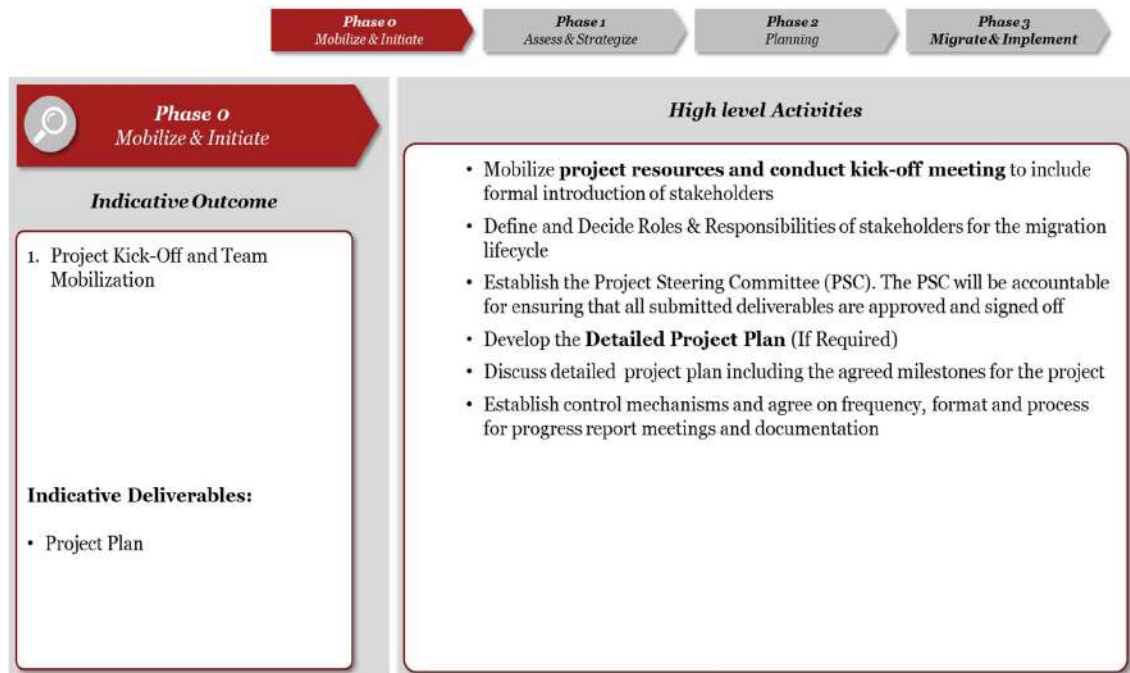 Phase 0
Mobilize & Initiate
Phase 1
Assess & Strategize
Phase 2
Planning
Phase 3
Migrate & Implement
Phase 0
Mobilize & Initiate
Indicative Outcome
1. Project Kick-Off and Team
Mobilization
Indicative Deliverables:
• Project Plan
High level Activities
• Mobilize project resources and conduct kick-off meeting to include
formal introduction of stakeholders
• Define and Decide Roles & Responsibilities of stakeholders for the migration
lifecycle
• Establish the Project Steering Committee (PSC). The PSC will be accountable
for ensuring that all submitted deliverables are approved and signed off
• Develop the Detailed Project Plan (If Required)
• Discuss detailed project plan including the agreed milestones for the project
• Establish control mechanisms and agree on frequency, format and process
for progress report meetings and documentation